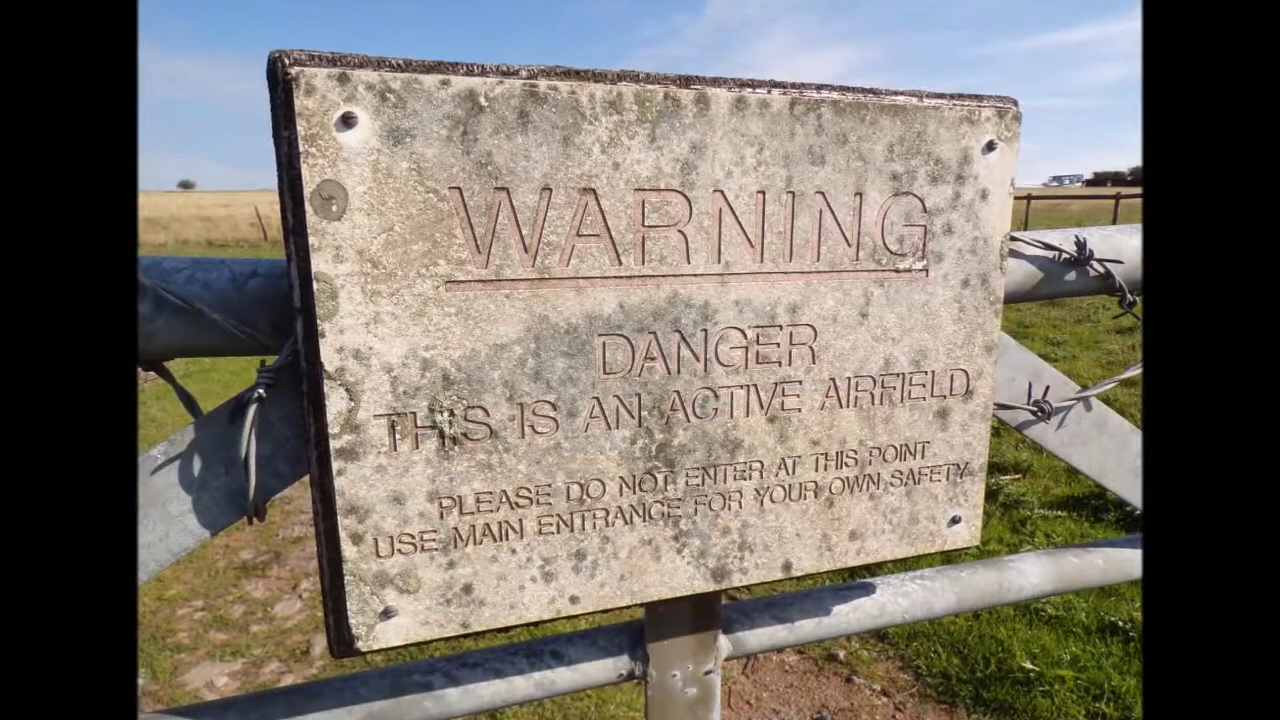 WARNING
DANGER
THIS IS AN ACTIVE AIRFIELD
PLEASE DO NOT ENTER AT THIS POINT
USE MAIN ENTRANCE FOR YOUR OWN SAFETY